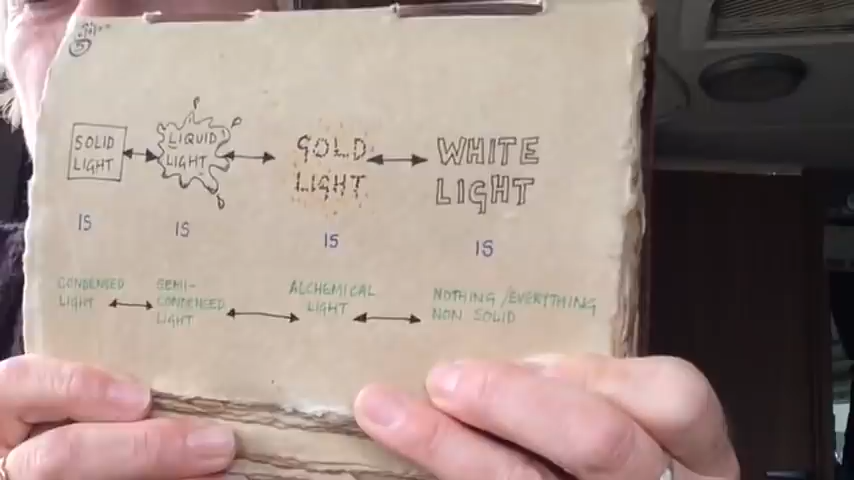 5
SOLID
LIGHT
LIQUID
LIGHT
GOLD
LIGHT
WHITE
LIGHT
IS
IS
IS
IS
CONDENSED
LIGHT
SEMI-
CONDENSED
LIGHT
ALCHEMICAL
LIGHT
NOTHING/EVERYTHING
NON SOLID